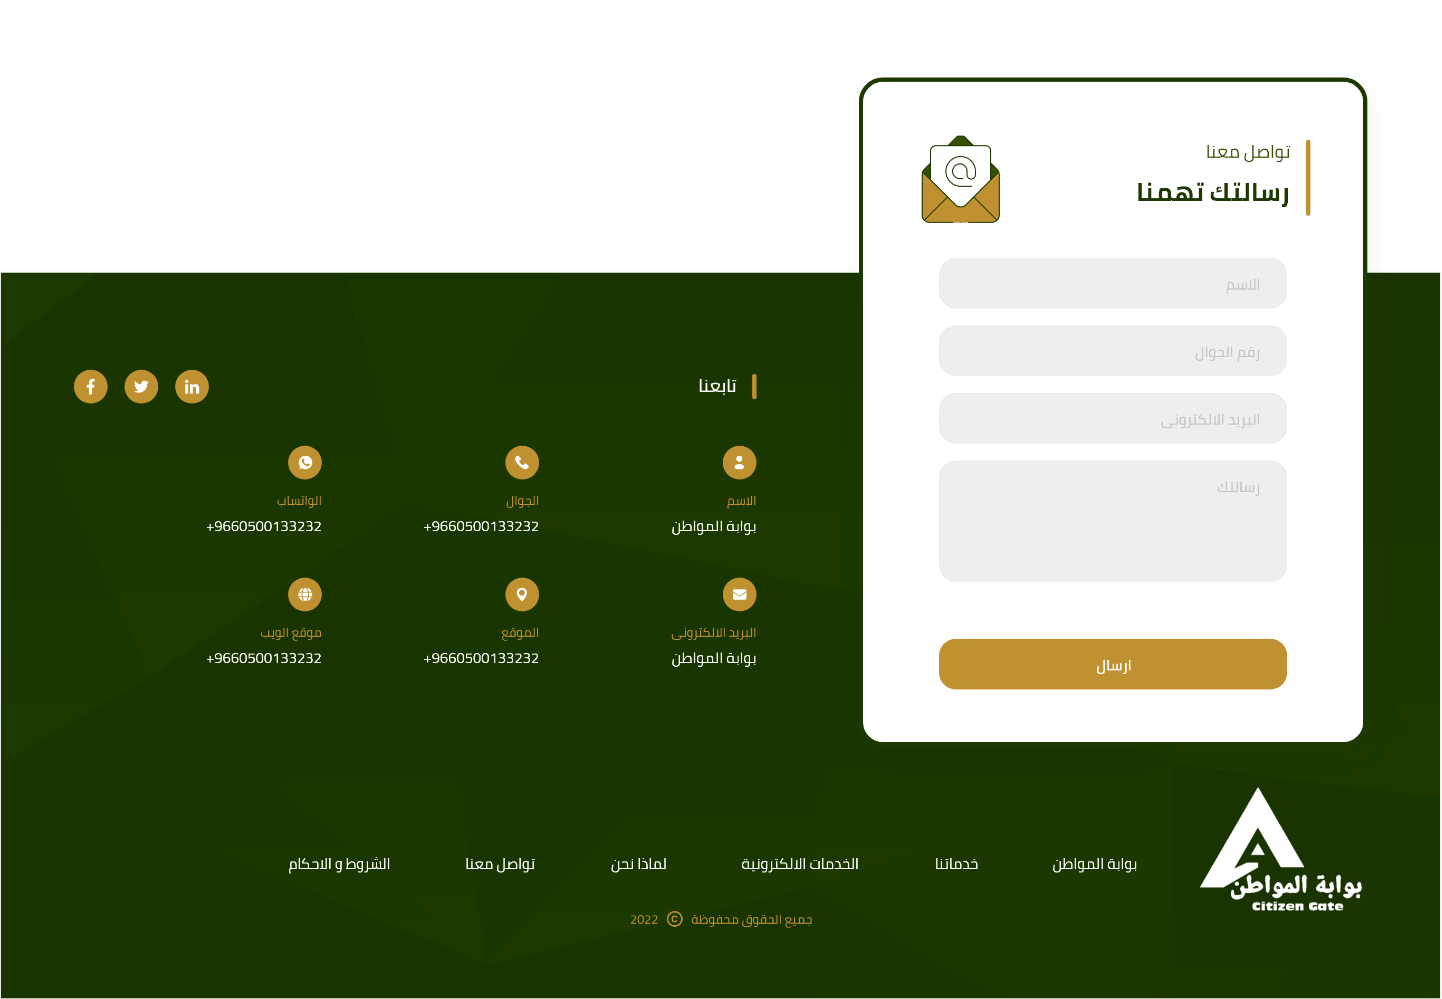 تواصل معنا
رسالتك تهمنا
الاسم
رقم الجوال
البريد الالكترونى
رسالتك
ارسال
تابعنا
الاسم
بوابة المواطن
الجوال
+9660500133232
الواتساب
+9660500133232
البريد الالكترونى
بوابة المواطن
الموقع
+9660500133232
موقع الويب
+9660500133232
بوابة المواطن
Citizen Gate
بوابة المواطن
خدماتنا
الخدمات الالكترونية
لماذا نحن
تواصل معنا
الشروط و الاحكام
جميع الحقوق محفوظة © 2022